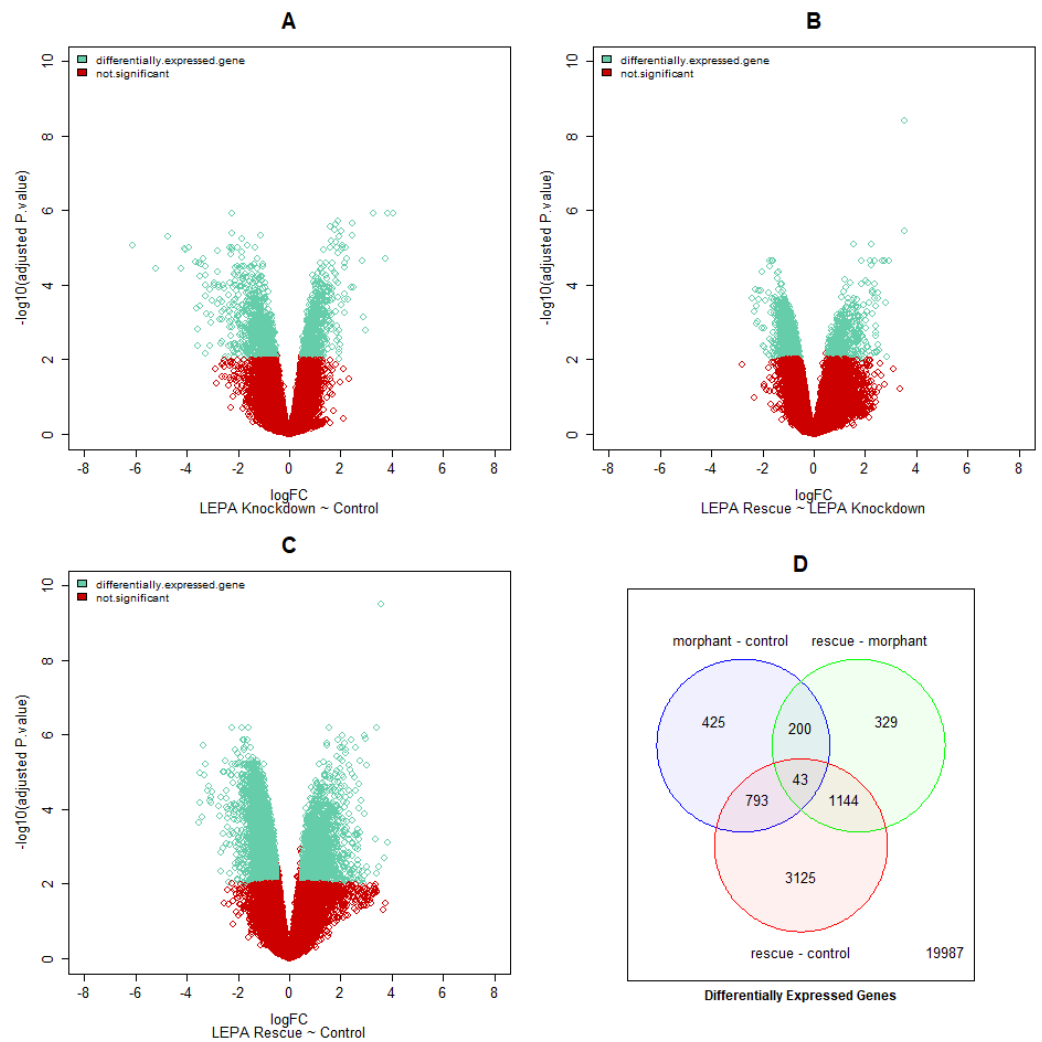 A
differentially.expressed.gene
not.significant
10
8
6
4
2
0
-log10(adjusted P.value)
-8 -6 -4 -2 0 2 4 6 8
logFC
LEPA Knockdown ~ Control
B
differentially.expressed.gene
not.significant
10
8
6
4
2
0
-log10(adjusted P.value)
-8 -6 -4 -2 0 2 4 6 8
logFC
LEPA Rescue ~ LEPA Knockdown
C
differentially.expressed.gene
not.significant
10
8
6
4
2
0
-log10(adjusted P.value)
-8 -6 -4 -2 0 2 4 6 8
logFC
LEPA Rescue ~ Control
D
morphant - control rescue - morphant
425 200 329
43
793 1144
3125
rescue - control 19987
Differentially Expressed Genes